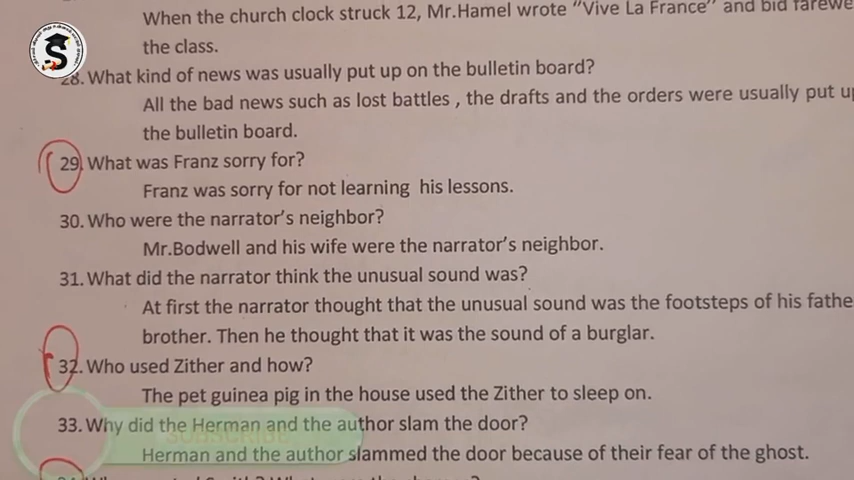 When the church clock struck 12, Mr.Hamel wrote "Vive La France" and bid farewe
the class.
28. What kind of news was usually put up on the bulletin board?
All the bad news such as lost battles , the drafts and the orders were usually put up
the bulletin board.
29. What was Franz sorry for?
Franz was sorry for not learning his lessons.
30. Who were the narrator's neighbor?
Mr.Bodwell and his wife were the narrator's neighbor.
31. What did the narrator think the unusual sound was?
At first the narrator thought that the unusual sound was the footsteps of his fathe
brother. Then he thought that it was the sound of a burglar.
32. Who used Zither and how?
The pet guinea pig in the house used the Zither to sleep on.
33. Why did the Herman and the author slam the door?
SUBSCRIBE
Herman and the author slammed the door because of their fear of the ghost.